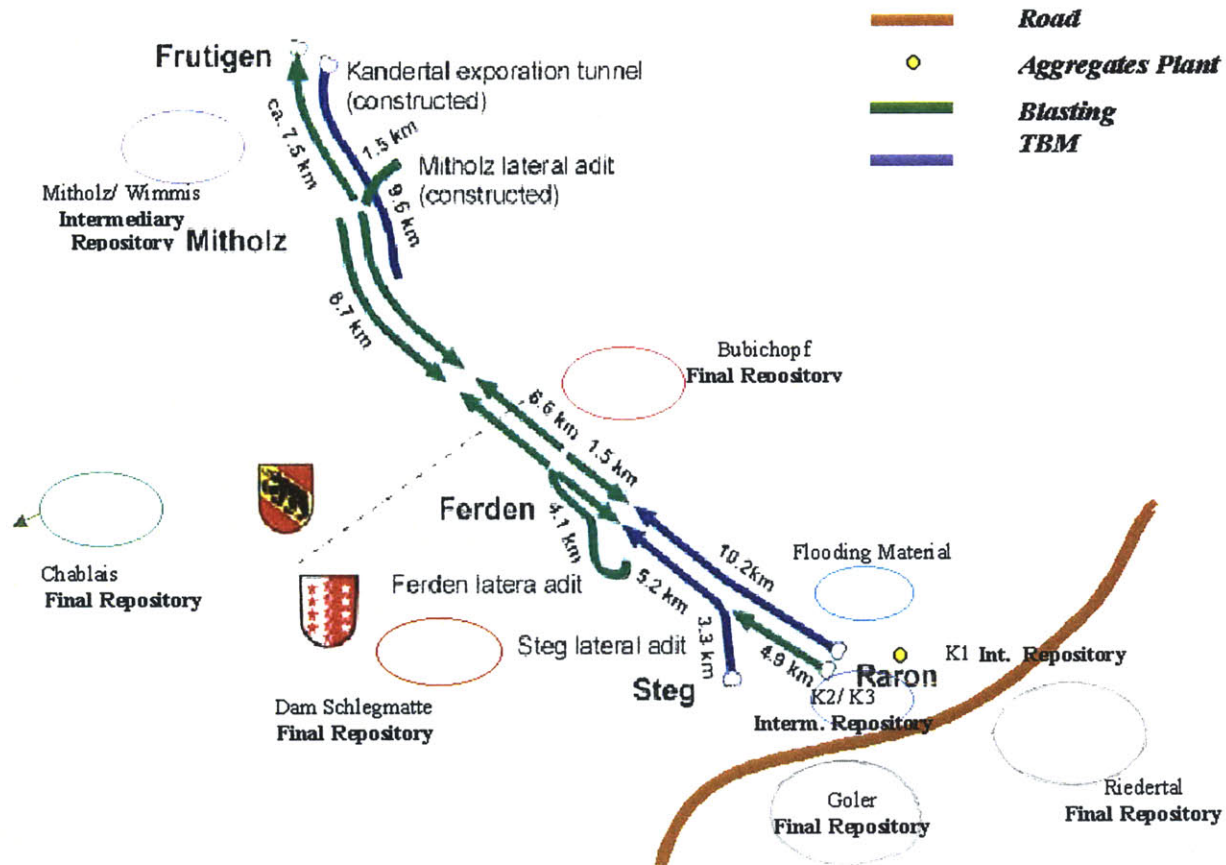 Road
Aggregates Plant
Blasting
TBM
Frutigen
Kandertal exporation tunnel
(constructed)
ca. 7.5 km
1.5 km
Mitholz lateral adit
(constructed)
9.6 km
Mitholz/ Wimmis
Intermediary
Repository
Mitholz
8.7 km
Bubichopf
Final Repository
6.6 km
1.5 km
Ferden
4.1 km
Chablais
Final Repository
Ferden latera adit
5.2 km
10.2km
Flooding Material
Steg lateral adit
3.3 km
4.9 km
Steg
Raron
K1 Int. Repository
K2/ K3
Interm. Repository
Dam Schlegmatte
Final Repository
Goler
Final Repository
Riedertal
Final Repository